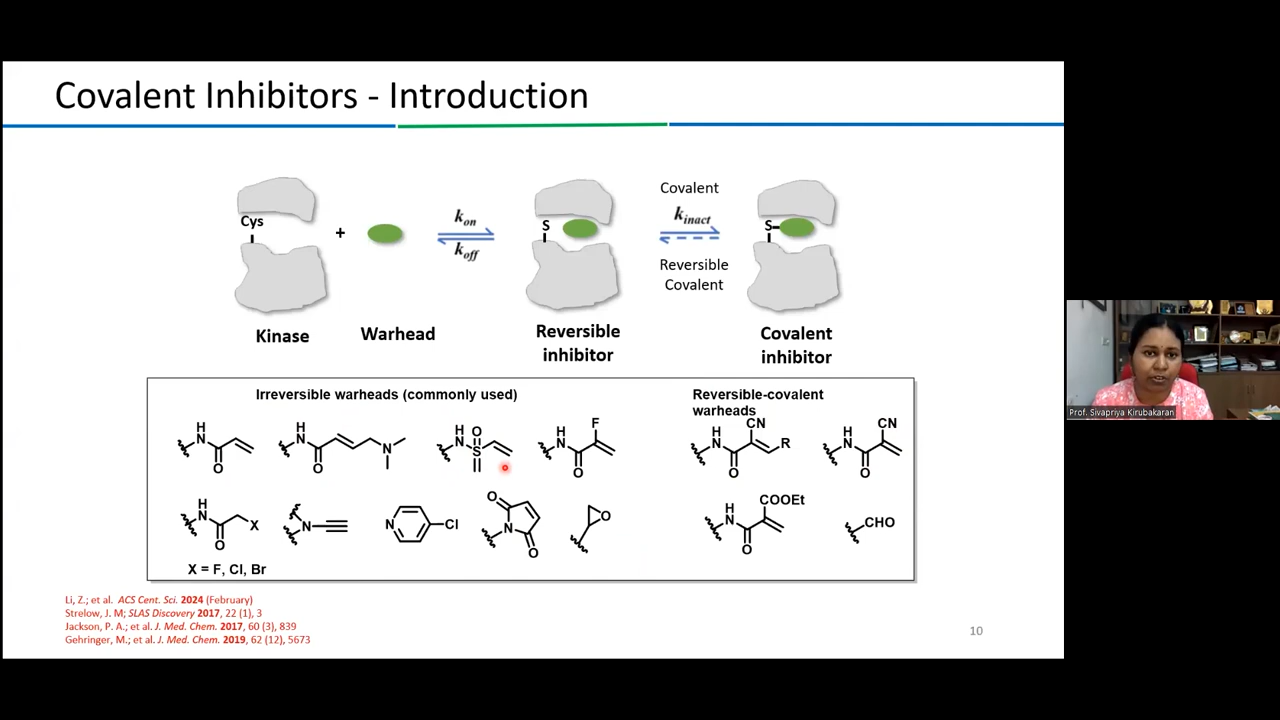 Covalent Inhibitors - Introduction
Cys
+
k_on
k_off
S
Covalent
k_inact
Reversible
Covalent
S
Kinase
Warhead
Reversible
inhibitor
Covalent
inhibitor
Irreversible warheads (commonly used)
Reversible-covalent
warheads
H
N
O
H
N
O
N
H
N
O
S
H
N
O
F
H
N
O
CN
R
H
N
O
CN
H
N
O
X
X = F, Cl, Br
N
N
Cl
O
N
O
O
H
N
O
COOEt
CHO
Li, Z.; et al. ACS Cent. Sci. 2024 (February)
Strelow, J. M; SLAS Discovery 2017, 22 (1), 3
Jackson, P. A.; et al. J. Med. Chem. 2017, 60 (3), 839
Gehringer, M.; et al. J. Med. Chem. 2019, 62 (12), 5673
10
Prof. Sivapriya Kirubakaran